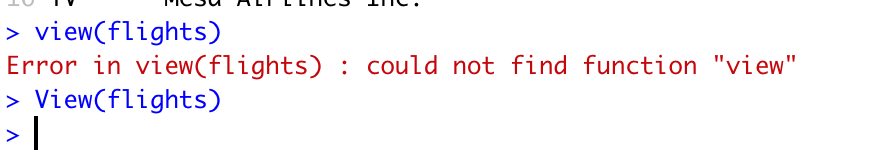 Mesa Airlines Inc.
> view(flights)
Error in view(flights) : could not find function "view"
> View(flights)
>